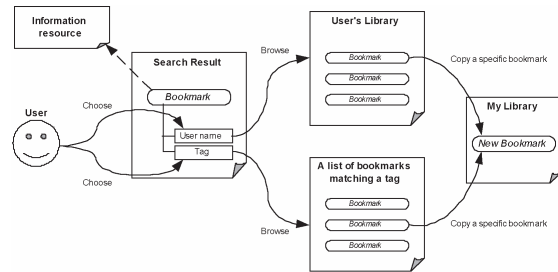 Information
resource
User
Choose
Choose
Search Result
Bookmark
User name
Tag
Browse
Browse
User's Library
Bookmark
Bookmark
Bookmark
A list of bookmarks
matching a tag
Bookmark
Bookmark
Bookmark
Copy a specific bookmark
My Library
New Bookmark
Copy a specific bookmark